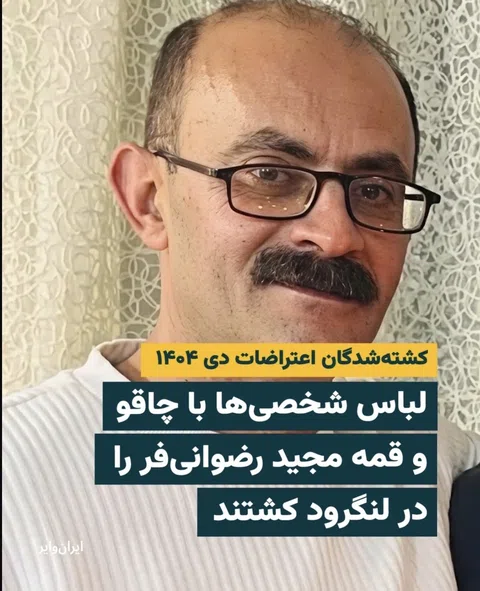 کشته‌شدگان اعتراضات دی ۱۴۰۴
لباس شخصی‌ها با چاقو
و قمه مجید رضوانی‌فر را
در لنگرود کشتند
ایران‌وایر